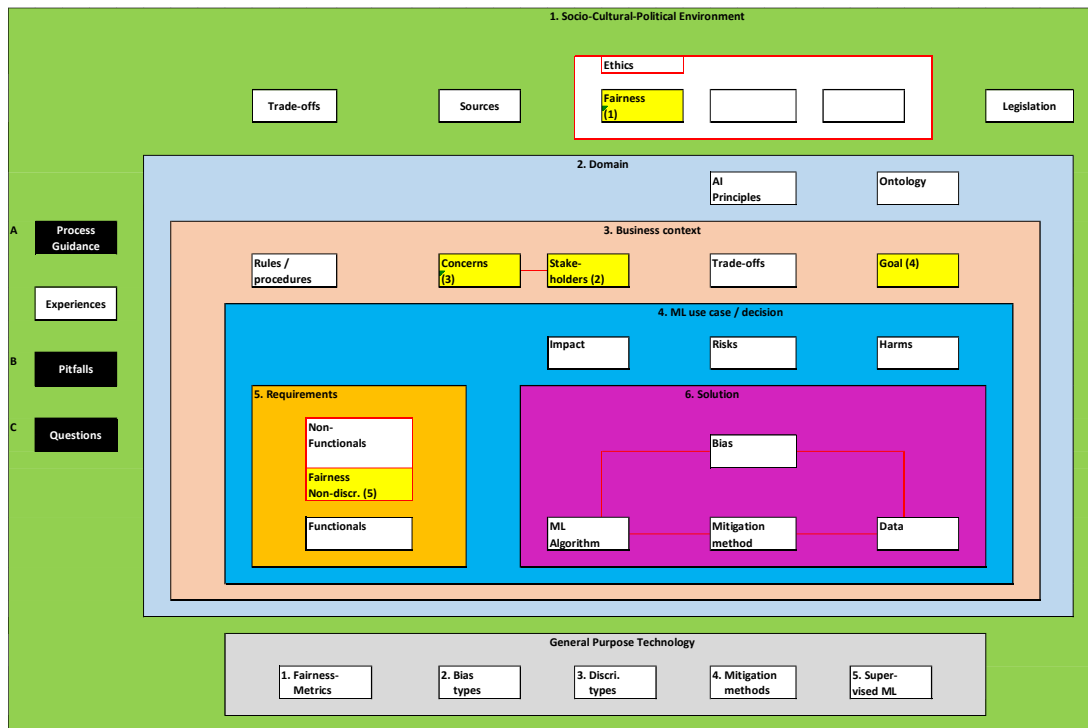 1. Socio-Cultural-Political Environment
Ethics
Trade-offs
Sources
Fairness
(1)
Legislation
2. Domain
AI
Principles
Ontology
A
Process
Guidance
3. Business context
Rules /
procedures
Concerns
(3)
Stake-
holders (2)
Trade-offs
Goal (4)
Experiences
4. ML use case / decision
Impact
Risks
Harms
B
Pitfalls
5. Requirements
6. Solution
C
Questions
Non-
Functionals
Bias
Fairness
Non-discr. (5)
Functionals
ML
Algorithm
Mitigation
method
Data
General Purpose Technology
1. Fairness-
Metrics
2. Bias
types
3. Discri.
types
4. Mitigation
methods
5. Super-
vised ML